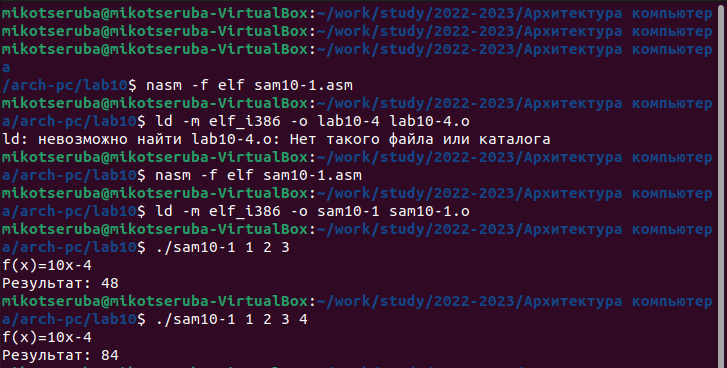 mikotseruba@mikotseruba-VirtualBox:~/work/study/2022-2023/Архитектура компьютер
mikotseruba@mikotseruba-VirtualBox:~/work/study/2022-2023/Архитектура компьютер
mikotseruba@mikotseruba-VirtualBox:~/work/study/2022-2023/Архитектура компьютер
а
/arch-pc/lab10$ nasm -f elf sam10-1.asm
mikotseruba@mikotseruba-VirtualBox:~/work/study/2022-2023/Архитектура компьютер
а/arch-pc/lab10$ ld -m elf_i386 -o lab10-4 lab10-4.o
ld: невозможно найти lab10-4.o: Нет такого файла или каталога
mikotseruba@mikotseruba-VirtualBox:~/work/study/2022-2023/Архитектура компьютер
а/arch-pc/lab10$ nasm -f elf sam10-1.asm
mikotseruba@mikotseruba-VirtualBox:~/work/study/2022-2023/Архитектура компьютер
а/arch-pc/lab10$ ld -m elf_i386 -o sam10-1 sam10-1.o
mikotseruba@mikotseruba-VirtualBox:~/work/study/2022-2023/Архитектура компьютер
а/arch-pc/lab10$ ./sam10-1 1 2 3
f(x)=10x-4
Результат: 48
mikotseruba@mikotseruba-VirtualBox:~/work/study/2022-2023/Архитектура компьютер
а/arch-pc/lab10$ ./sam10-1 1 2 3 4
f(x)=10x-4
Результат: 84